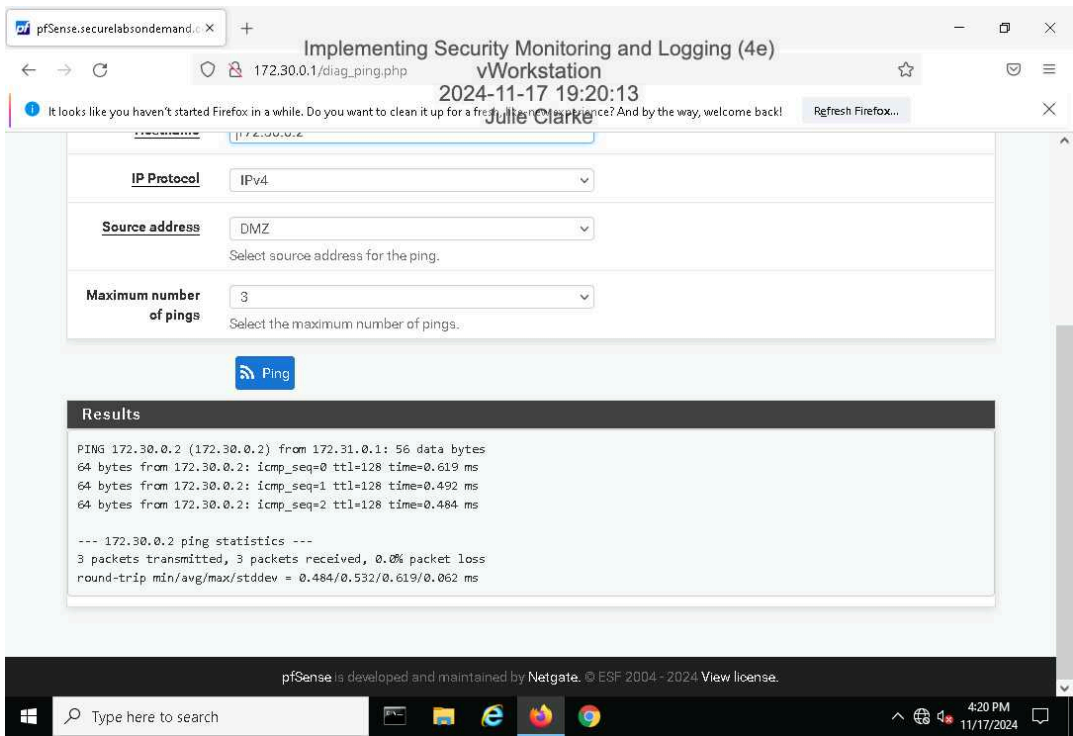 pfSense.securelabsondemand.c
Implementing Security Monitoring and Logging (4e)
172.30.0.1/diag_ping.php
vWorkstation
2024-11-17 19:20:13
It looks like you haven't started Firefox in a while. Do you want to clean it up for a fresh, like-new experience? And by the way, welcome back!
Refresh Firefox...
Julie Clarke
Hostname
172.30.0.2
IP Protocol
IPv4
Source address
DMZ
Select source address for the ping.
Maximum number
of pings
3
Select the maximum number of pings.
Ping
Results
PING 172.30.0.2 (172.30.0.2) from 172.31.0.1: 56 data bytes
64 bytes from 172.30.0.2: icmp_seq=0 ttl=128 time=0.619 ms
64 bytes from 172.30.0.2: icmp_seq=1 ttl=128 time=0.492 ms
64 bytes from 172.30.0.2: icmp_seq=2 ttl=128 time=0.484 ms
--- 172.30.0.2 ping statistics ---
3 packets transmitted, 3 packets received, 0.0% packet loss
round-trip min/avg/max/stddev = 0.484/0.532/0.619/0.062 ms
pfSense is developed and maintained by Netgate. © ESF 2004 - 2024 View license.
Type here to search
4:20 PM
11/17/2024